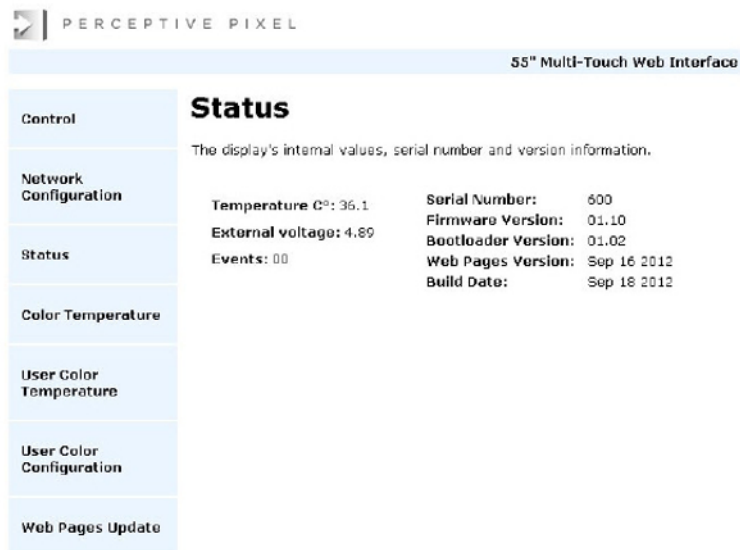 PERCEPTIVE PIXEL
55" Multi-Touch Web Interface
Control
Network
Configuration
Status
Color Temperature
User Color
Temperature
User Color
Configuration
Web Pages Update
Status
The display's internal values, serial number and version information.
Temperature C°: 36.1
External voltage: 4.89
Events: 00
Serial Number: 600
Firmware Version: 01.10
Bootloader Version: 01.02
Web Pages Version: Sep 16 2012
Build Date: Sep 18 2012